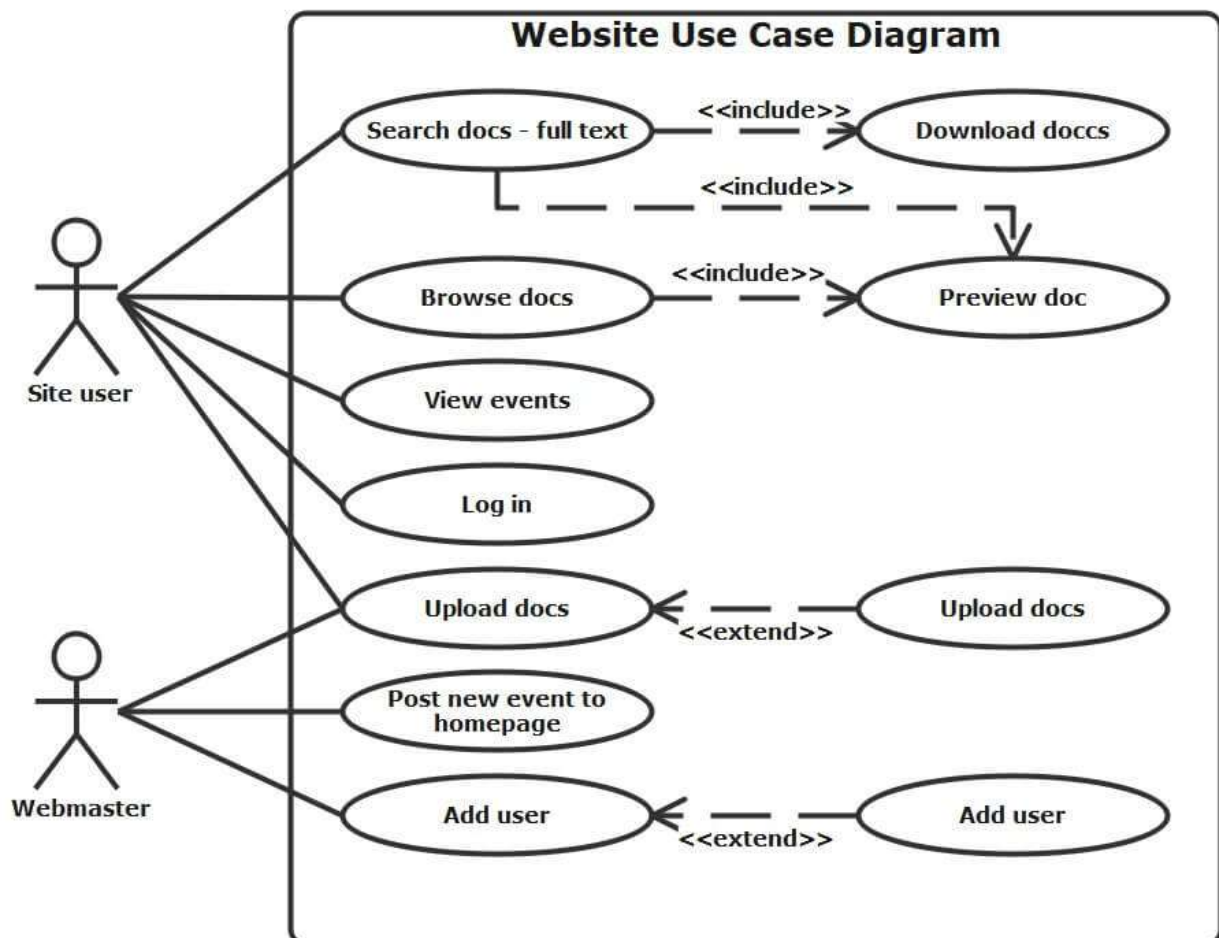 Website Use Case Diagram
<<include>>
Search docs - full text
Download doccs
<<include>>
<<include>>
Browse docs
Preview doc
Site user
View events
Log in
Upload docs
Upload docs
<<extend>>
Post new event to
homepage
Webmaster
Add user
Add user
<<extend>>